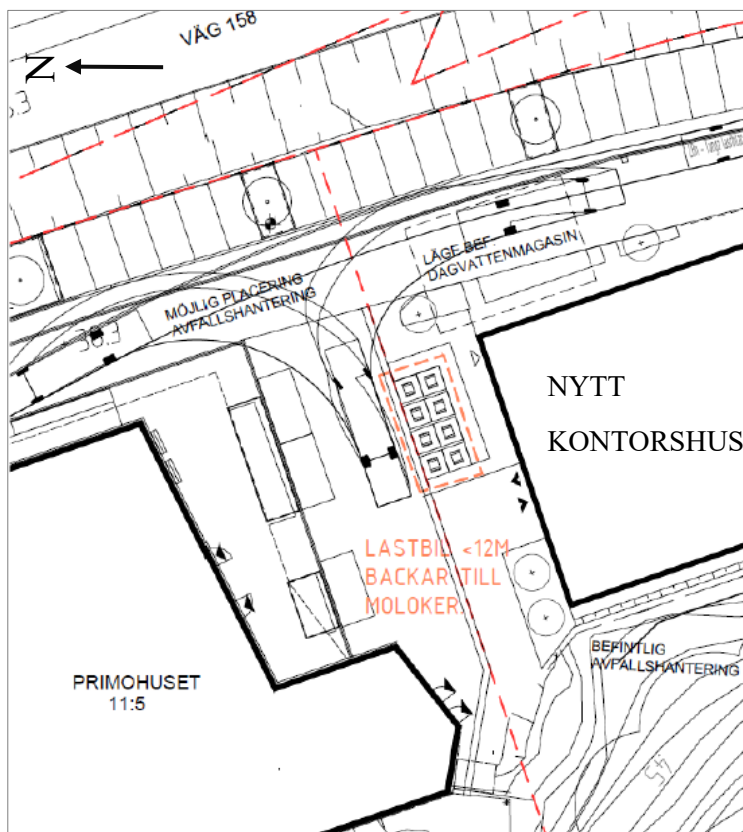 VÄG 158
N
LÄGE BEF.
DAGVATTENMAGASIN
MÖJLIG PLACERING
AVFALLSHANTERING
NYTT
KONTORSHUS
LASTBIL <12M
BACKAR TILL
MOLOKER
BEFINTLIG
AVFALLSHANTERING
PRIMOHUSET
11:5
45